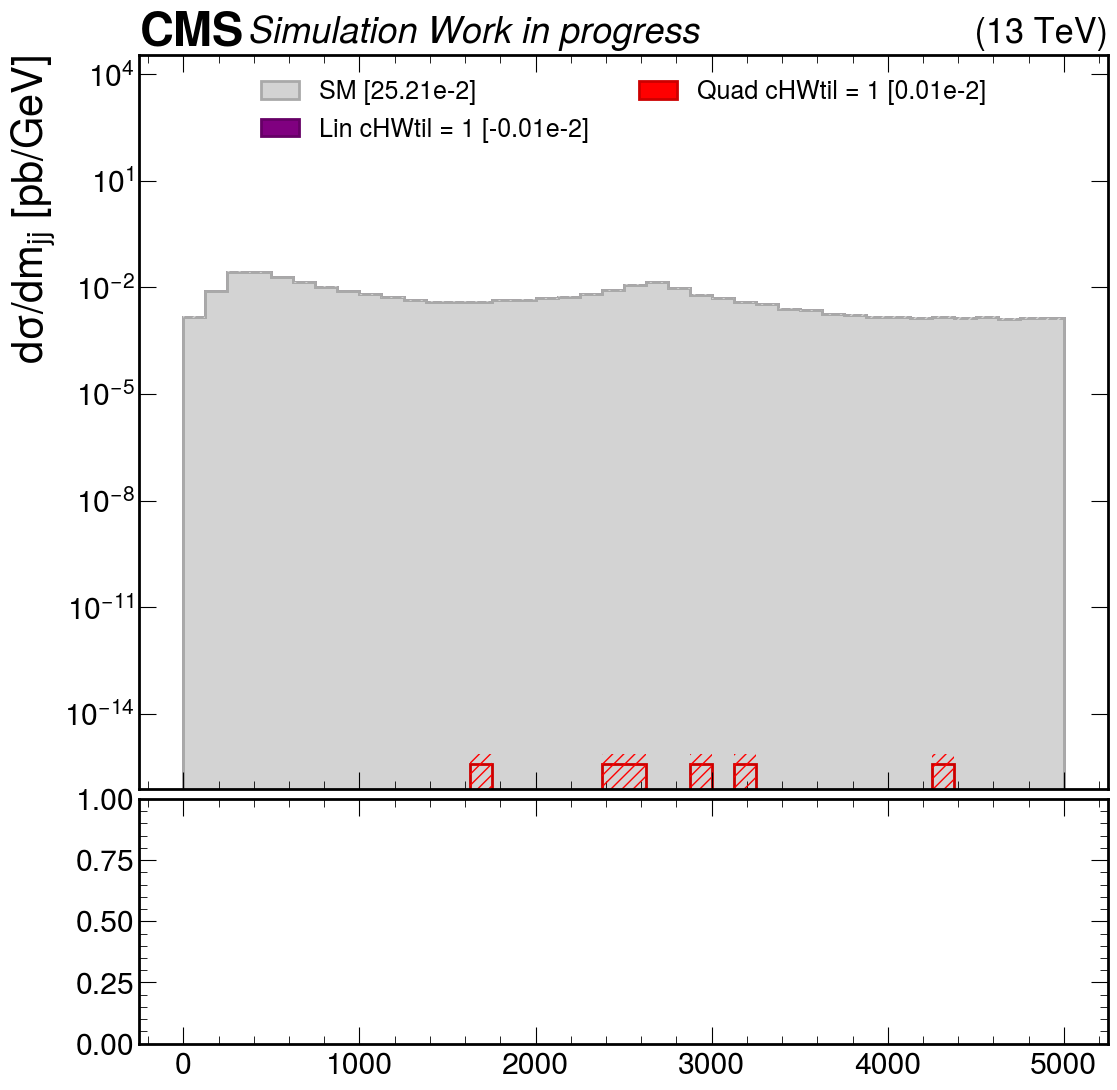 CMS Simulation Work in progress (13 TeV)
dσ/dm_jj [pb/GeV]
SM [25.21e-2]
Lin cHWtil = 1 [-0.01e-2]
Quad cHWtil = 1 [0.01e-2]
10^4
10^1
10^−2
10^−5
10^−8
10^−11
10^−14
1.00
0.75
0.50
0.25
0.00
0 1000 2000 3000 4000 5000